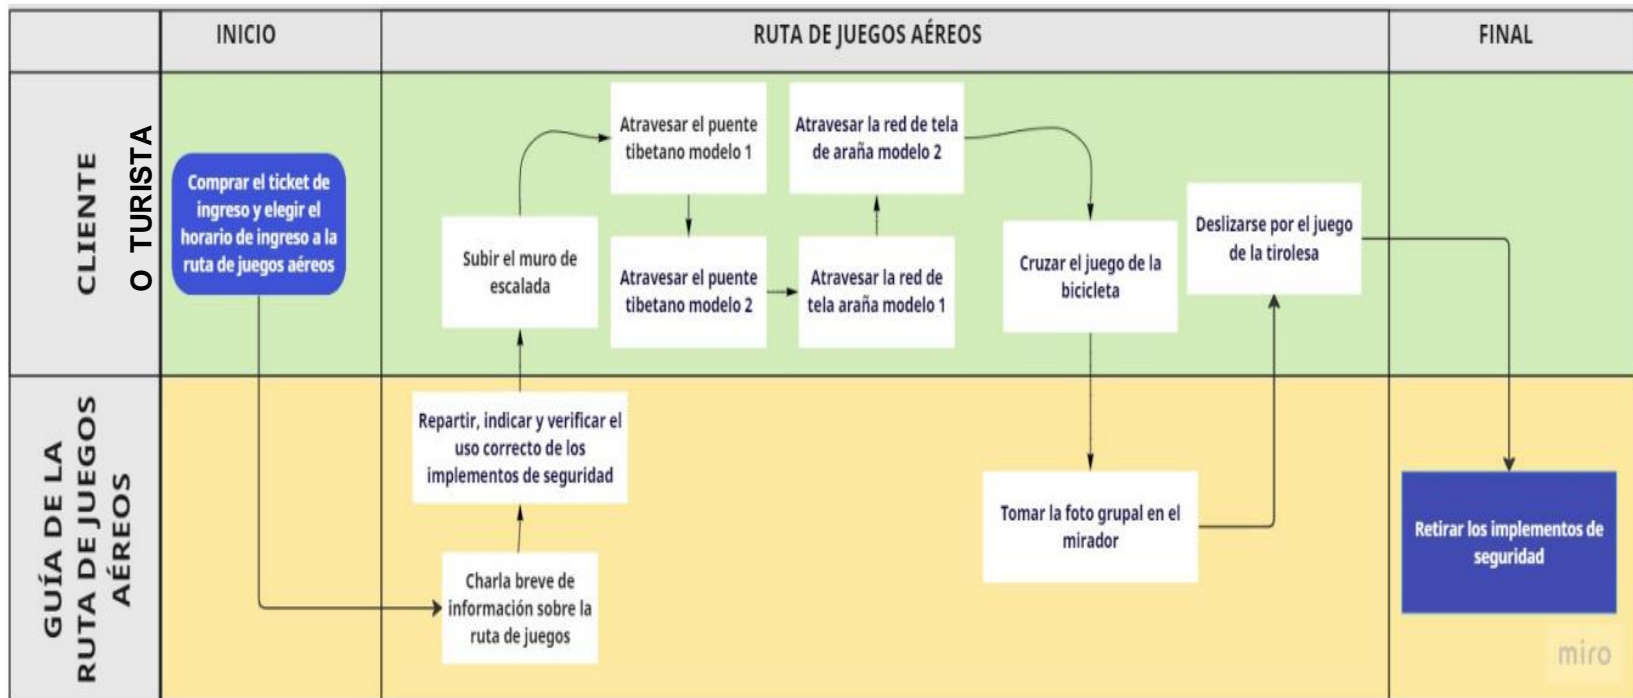 INICIO
RUTA DE JUEGOS AÉREOS
FINAL
CLIENTE
O TURISTA
Comprar el ticket de
ingreso y elegir el
horario de ingreso a la
ruta de juegos aéreos
Subir el muro de
escalada
Atravesar el puente
tibetano modelo 1
Atravesar el puente
tibetano modelo 2
Atravesar la red de
tela araña modelo 1
Atravesar la red de tela
de araña modelo 2
Cruzar el juego de la
bicicleta
Deslizarse por el juego
de la tirolesa
GUÍA DE LA
RUTA DE JUEGOS
AÉREOS
Repartir, indicar y verificar el
uso correcto de los
implementos de seguridad
Charla breve de
información sobre la
ruta de juegos
Tomar la foto grupal en el
mirador
Retirar los implementos de
seguridad
miro